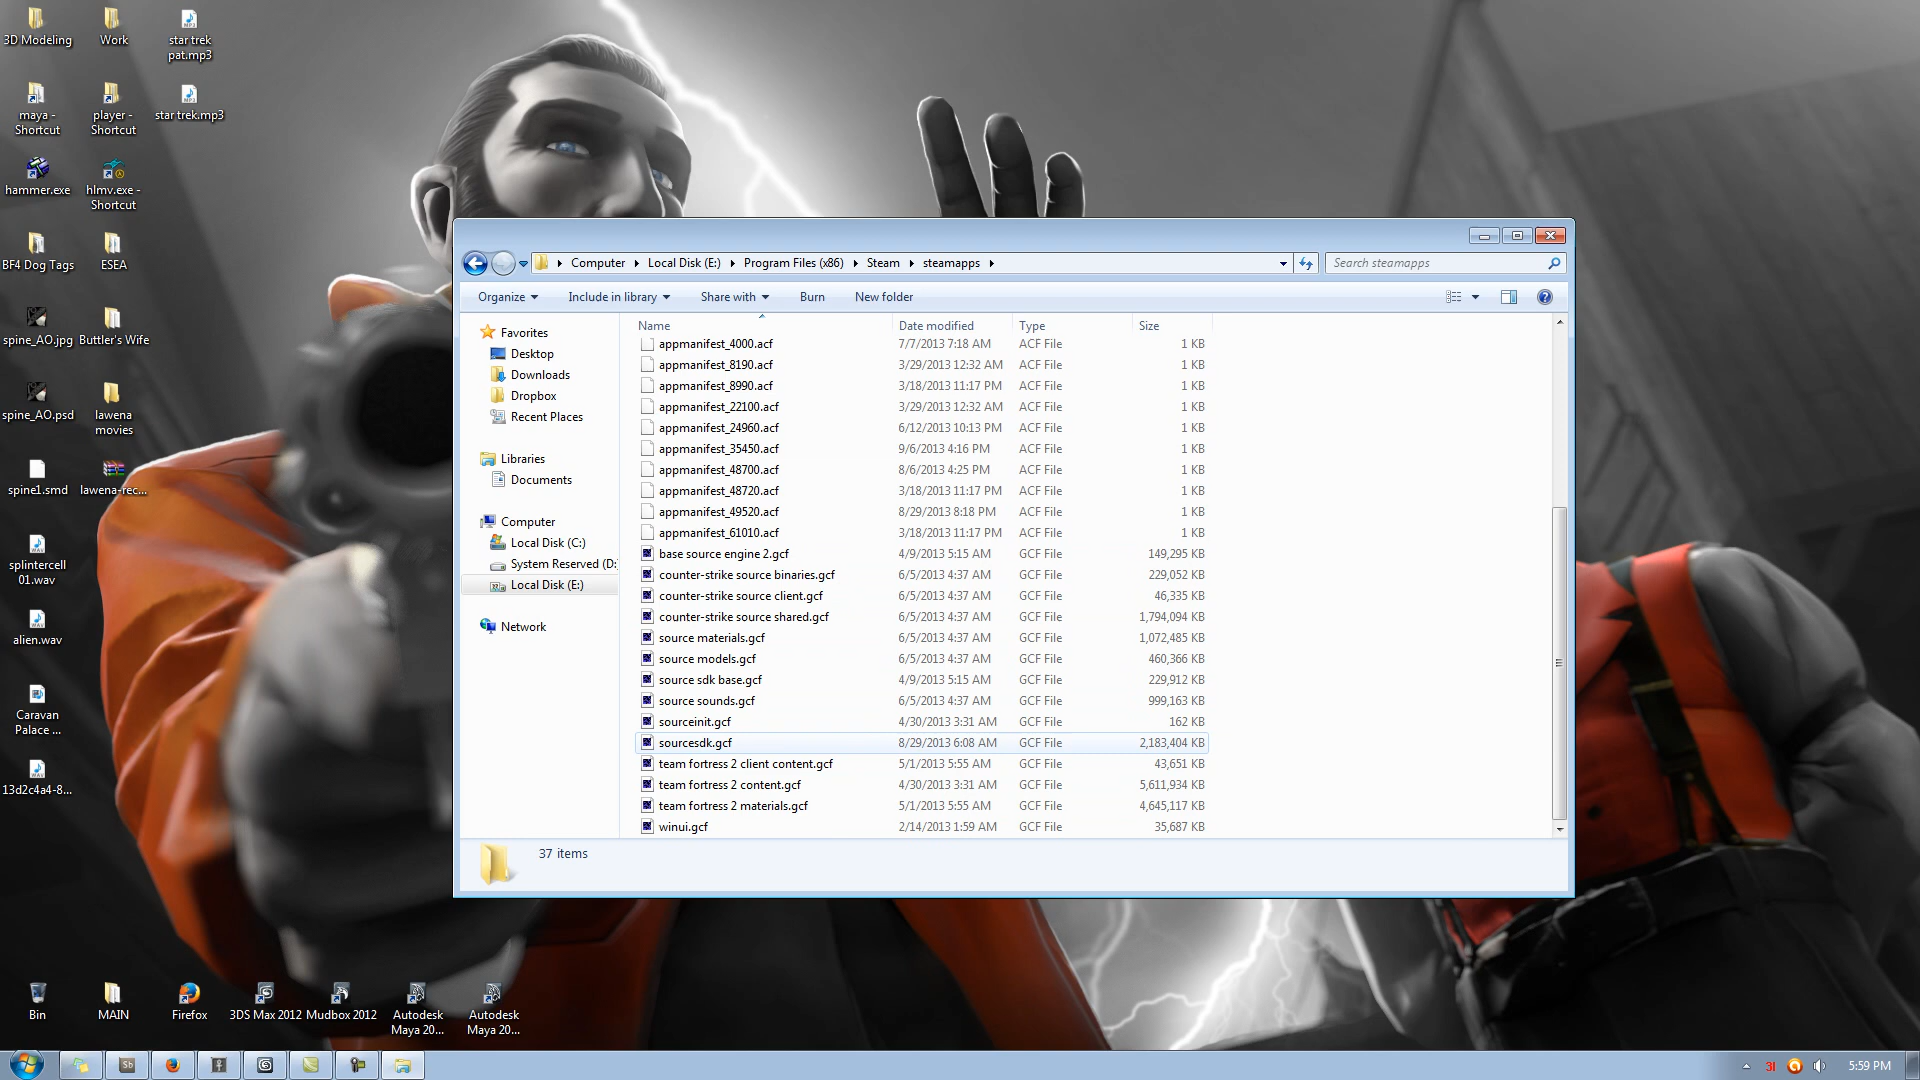 3D Modeling
Work
star trek
pat.mp3
maya -
Shortcut
player -
Shortcut
star trek.mp3
hammer.exe
hlmv.exe -
Shortcut
BF4 Dog Tags
ESEA
spine_AO.jpg
Buttler's Wife
spine_AO.psd
lawena
movies
spine1.smd
lawena-rec...
splintercell
01.wav
alien.wav
Caravan
Palace ...
13d2c4a4-8...
Bin
MAIN
Firefox
3DS Max 2012
Mudbox 2012
Autodesk
Maya 20...
Autodesk
Maya 20...
Computer
Local Disk (E:)
Program Files (x86)
Steam
steamapps
Search steamapps
Organize
Include in library
Share with
Burn
New folder
Favorites
Desktop
Downloads
Dropbox
Recent Places
Libraries
Documents
Computer
Local Disk (C:)
System Reserved (D:
Local Disk (E:)
Network
Name Date modified Type Size
appmanifest_4000.acf 7/7/2013 7:18 AM ACF File 1 KB
appmanifest_8190.acf 3/29/2013 12:32 AM ACF File 1 KB
appmanifest_8990.acf 3/18/2013 11:17 PM ACF File 1 KB
appmanifest_22100.acf 3/29/2013 12:32 AM ACF File 1 KB
appmanifest_24960.acf 6/12/2013 10:13 PM ACF File 1 KB
appmanifest_35450.acf 9/6/2013 4:16 PM ACF File 1 KB
appmanifest_48700.acf 8/6/2013 4:25 PM ACF File 1 KB
appmanifest_48720.acf 3/18/2013 11:17 PM ACF File 1 KB
appmanifest_49520.acf 8/29/2013 8:18 PM ACF File 1 KB
appmanifest_61010.acf 3/18/2013 11:17 PM ACF File 1 KB
base source engine 2.gcf 4/9/2013 5:15 AM GCF File 149,295 KB
counter-strike source binaries.gcf 6/5/2013 4:37 AM GCF File 229,052 KB
counter-strike source client.gcf 6/5/2013 4:37 AM GCF File 46,335 KB
counter-strike source shared.gcf 6/5/2013 4:37 AM GCF File 1,794,094 KB
source materials.gcf 6/5/2013 4:37 AM GCF File 1,072,485 KB
source models.gcf 6/5/2013 4:37 AM GCF File 460,366 KB
source sdk base.gcf 4/9/2013 5:15 AM GCF File 229,912 KB
source sounds.gcf 6/5/2013 4:37 AM GCF File 999,163 KB
sourceinit.gcf 4/30/2013 3:31 AM GCF File 162 KB
sourcesdk.gcf 8/29/2013 6:08 AM GCF File 2,183,404 KB
team fortress 2 client content.gcf 5/1/2013 5:55 AM GCF File 43,651 KB
team fortress 2 content.gcf 4/30/2013 3:31 AM GCF File 5,611,934 KB
team fortress 2 materials.gcf 5/1/2013 5:55 AM GCF File 4,645,117 KB
winui.gcf 2/14/2013 1:59 AM GCF File 35,687 KB
37 items
Sb
5:59 PM